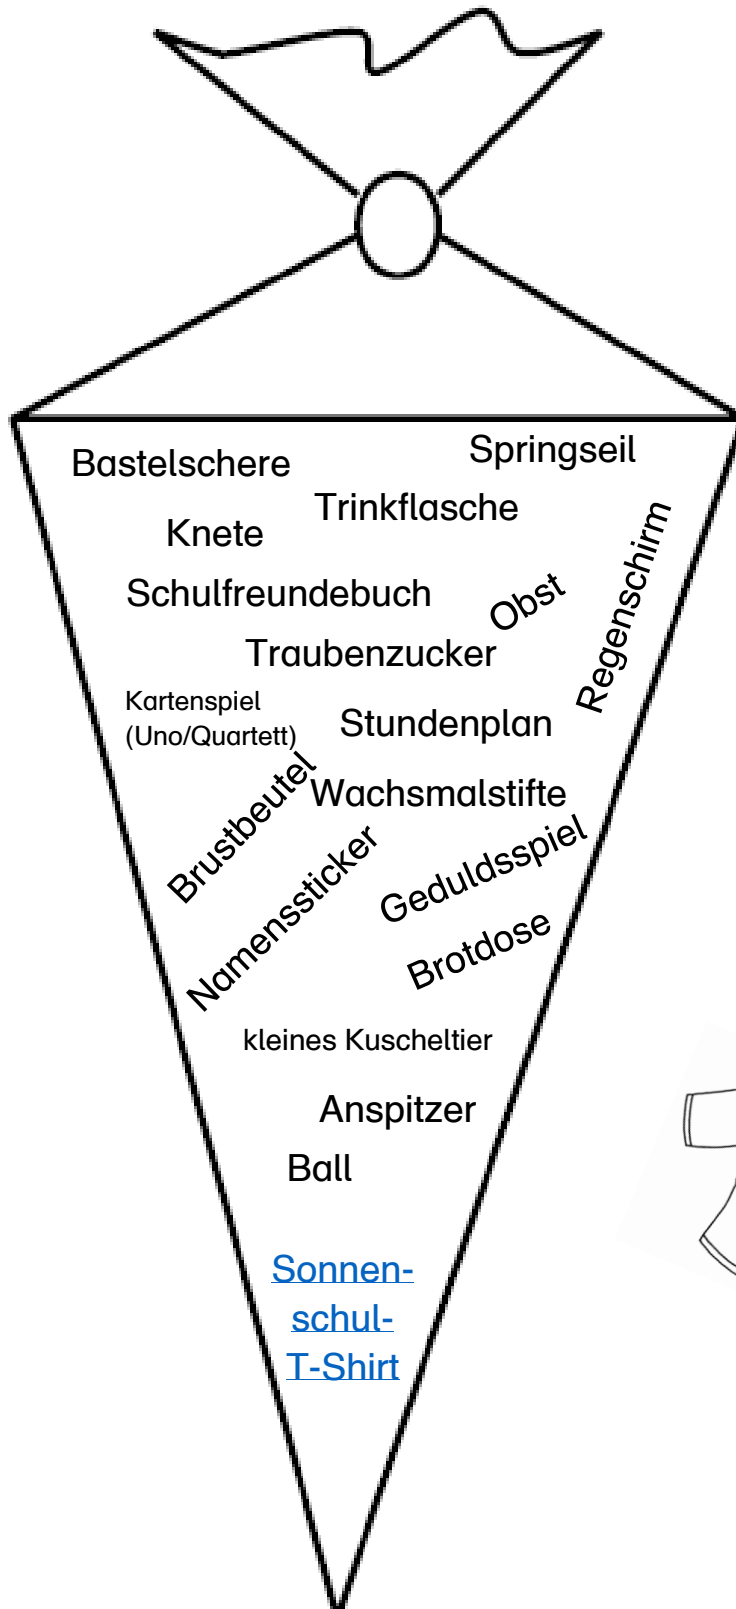 Bastelschere
Springseil
Trinkflasche
Knete
Regenschirm
Schulfreundebuch
Obst
Traubenzucker
Kartenspiel
(Uno/Quartett)
Stundenplan
Brustbeutel
Wachsmalstifte
Namenssticker
Geduldsspiel
Brotdose
kleines Kuscheltier
Anspitzer
Ball
Sonnen-
schul-
T-Shirt